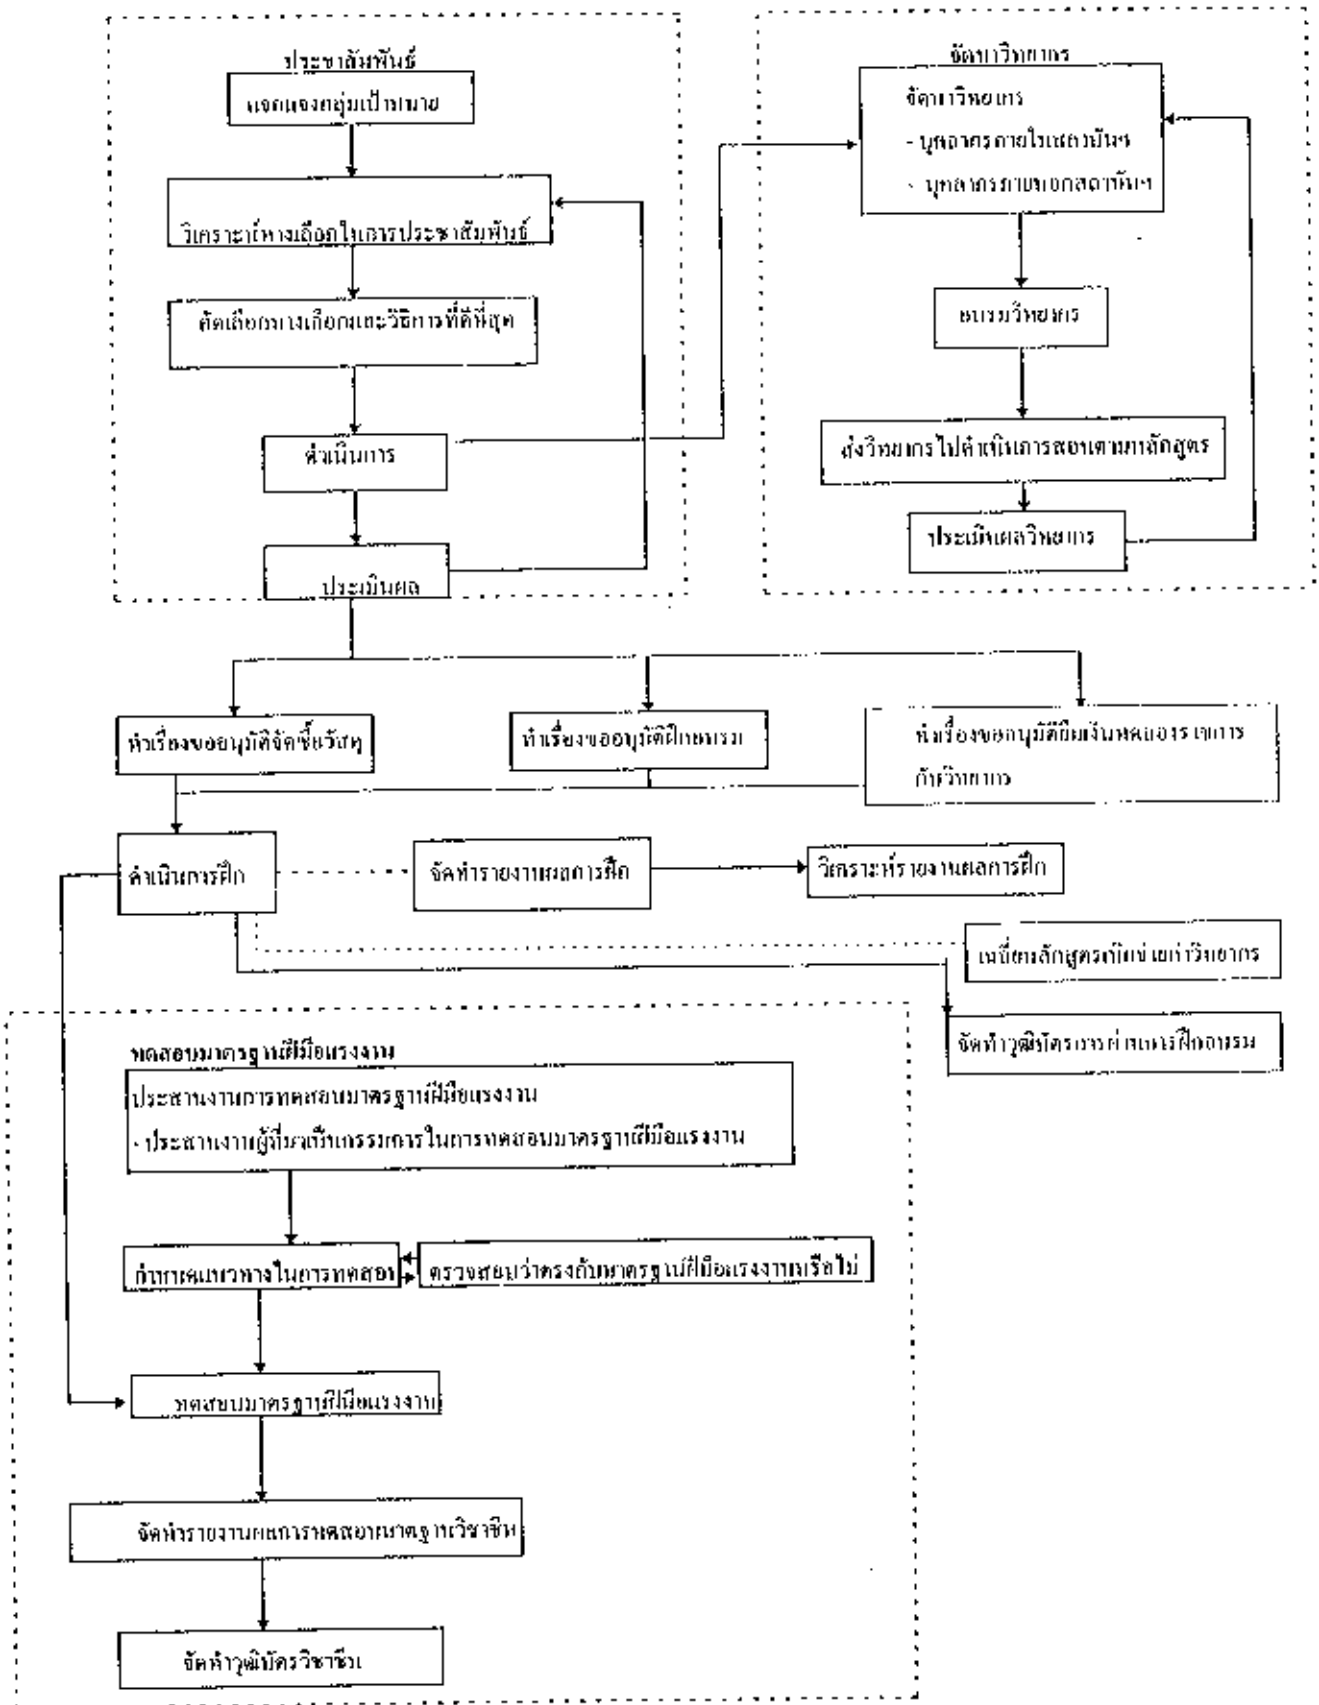 ประชาสัมพันธ์
แจกแจงกลุ่มเป้าหมาย
วิเคราะห์ทางเลือกในการประชาสัมพันธ์
คัดเลือกทางเลือกและวิธีการที่ดีที่สุด
ดำเนินการ
ประเมินผล
จัดหาวิทยากร
จัดหาวิทยากร
- บุคลากรภายในสถาบันฯ
- บุคลากรภายนอกสถาบันฯ
อบรมวิทยากร
ส่งวิทยากรไปดำเนินการสอนตามหลักสูตร
ประเมินผลวิทยากร
ทำเรื่องขออนุมัติจัดซื้อวัสดุ
ทำเรื่องขออนุมัติฝึกอบรม
ทำเรื่องขออนุมัติยืมเงินทดลองราชการ
กับวิทยากร
ดำเนินการฝึก
จัดทำรายงานผลการฝึก
วิเคราะห์รายงานผลการฝึก
หลักสูตรเบิกจ่ายค่าวิทยากร
จัดทำวุฒิบัตรการผ่านการฝึกอบรม
ทดสอบมาตรฐานฝีมือแรงงาน
ประสานงานการทดสอบมาตรฐานฝีมือแรงงาน
- ประสานงานผู้ที่มาเป็นกรรมการในการทดสอบมาตรฐานฝีมือแรงงาน
กำหนดแนวทางในการทดสอบ
ตรวจสอบว่าตรงกับมาตรฐานฝีมือแรงงานหรือไม่
ทดสอบมาตรฐานฝีมือแรงงาน
จัดทำรายงานผลการทดสอบมาตฐานวิชาชีพ
จัดทำวุฒิบัตรวิชาชีพ